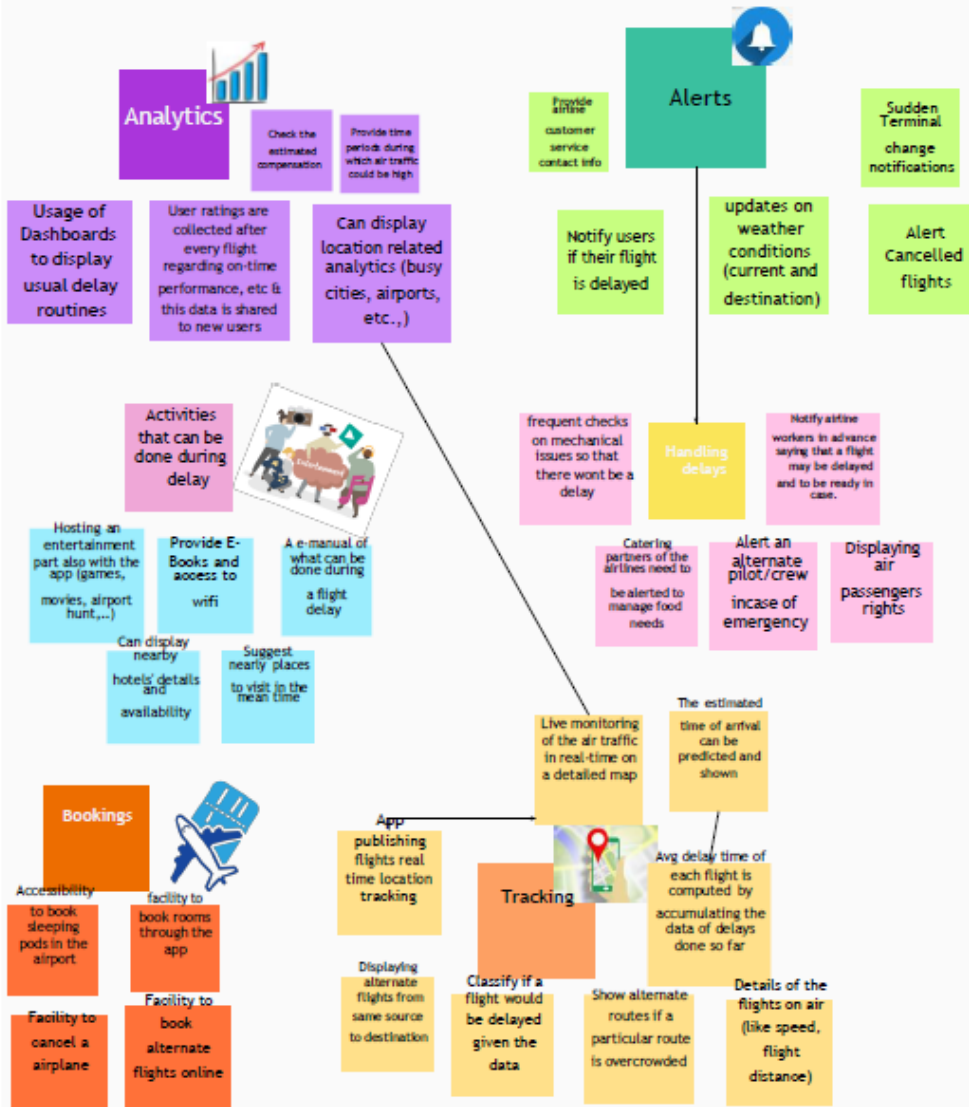 Analytics
Check the
estimated
compensation
Provide time
periods during
which air traffic
could be high
Usage of
Dashboards
to display
usual delay
routines
User ratings are
collected after
every flight
regarding on-time
performance, etc &
this data is shared
to new users
Can display
location related
analytics (busy
cities, airports,
etc.,)
Alerts
Provide
airline
customer
service
contact info
Sudden
Terminal
change
notifications
Notify users
if their flight
is delayed
updates on
weather
conditions
(current and
destination)
Alert
Cancelled
flights
Activities
that can be
done during
delay
Entertainment
Hosting an
entertainment
part also with the
app (games,
movies, airport
hunt,...)
Provide E-
Books and
access to
wifi
A e-manual of
what can be
done during
a flight
delay
Can display
nearby
hotels' details
and
availability
Suggest
nearly places
to visit in the
mean time
frequent checks
on mechanical
issues so that
there wont be a
delay
Handling
delays
Notify airline
workers in advance
saying that a flight
may be delayed
and to be ready in
case.
Catering
partners of the
airlines need to
be alerted to
manage food
needs
Alert an
alternate
pilot/crew
incase of
emergency
Displaying
air
passengers
rights
Bookings
Accessibility
to book
sleeping
pods in the
airport
facility to
book rooms
through the
app
Facility to
cancel a
airplane
Facility to
book
alternate
flights online
Live monitoring
of the air traffic
in real-time on
a detailed map
The estimated
time of arrival
can be
predicted and
shown
App
publishing
flights real
time location
tracking
Tracking
Avg delay time of
each flight is
computed by
accumulating the
data of delays
done so far
Displaying
alternate
flights from
same source
to destination
Classify if a
flight would
be delayed
given the
data
Show alternate
routes if a
particular route
is overcrowded
Details of the
flights on air
(like speed,
flight
distance)